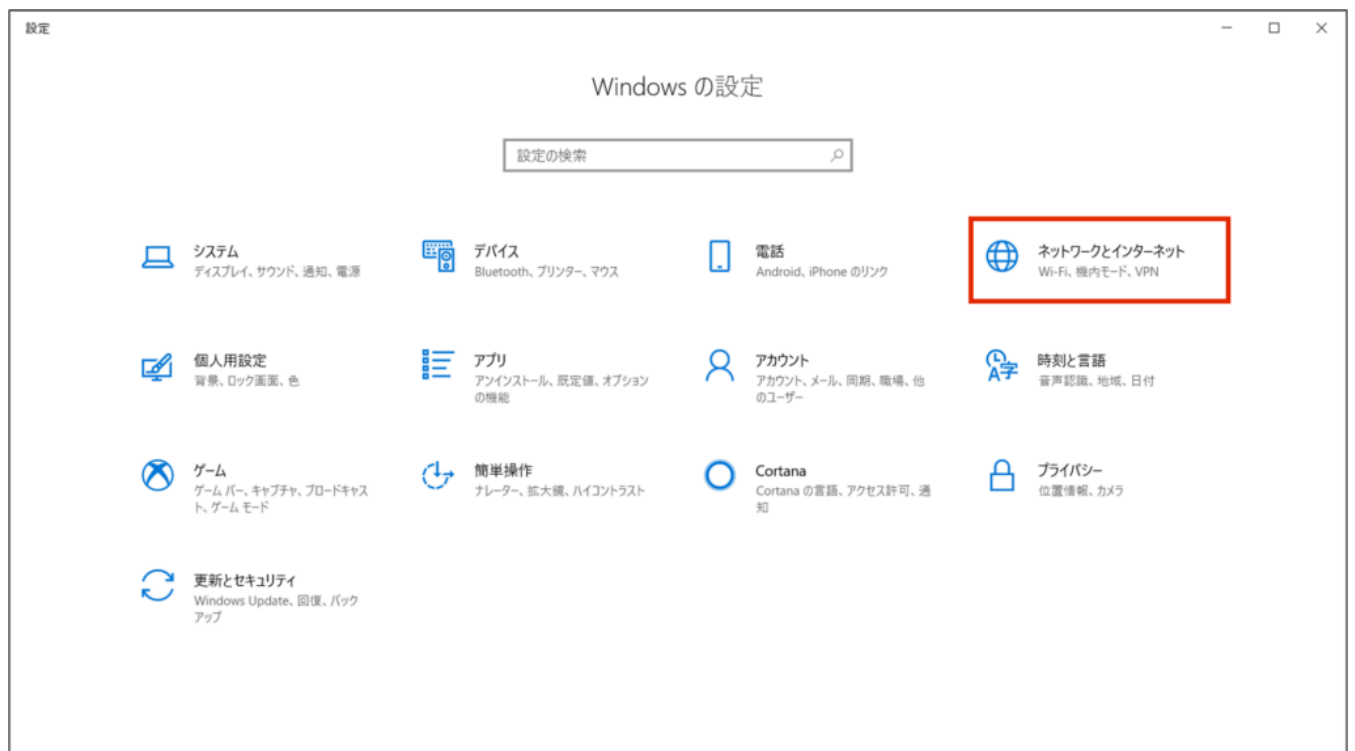 設定
Windows の設定
設定の検索
システム
ディスプレイ、サウンド、通知、電源
デバイス
Bluetooth、プリンター、マウス
電話
Android、iPhone のリンク
ネットワークとインターネット
Wi-Fi、機内モード、VPN
個人用設定
背景、ロック画面、色
アプリ
アンインストール、既定値、オプション
の機能
アカウント
アカウント、メール、同期、職場、他
のユーザー
時刻と言語
音声認識、地域、日付
ゲーム
ゲーム バー、キャプチャ、ブロードキャス
ト、ゲーム モード
簡単操作
ナレーター、拡大鏡、ハイコントラスト
Cortana
Cortana の言語、アクセス許可、通
知
プライバシー
位置情報、カメラ
更新とセキュリティ
Windows Update、回復、バック
アップ